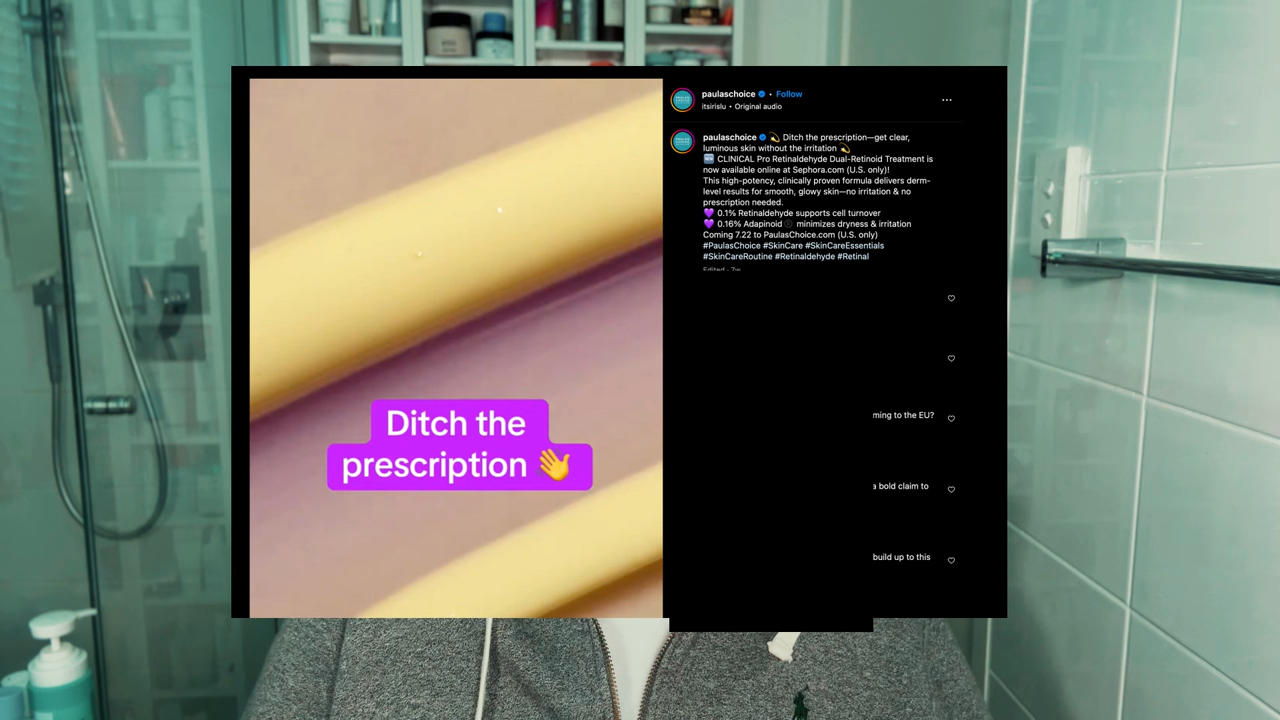 Ditch the
prescription 👋
paulaschoice • Follow
itsirislu • Original audio
paulaschoice 💫 Ditch the prescription—get clear,
luminous skin without the irritation 💫
🆕 CLINICAL Pro Retinaldehyde Dual-Retinoid Treatment is
now available online at Sephora.com (U.S. only)!
This high-potency, clinically proven formula delivers derm-
level results for smooth, glowy skin—no irritation & no
prescription needed.
💜 0.1% Retinaldehyde supports cell turnover
💜 0.16% Adapinoid minimizes dryness & irritation
Coming 7.22 to PaulasChoice.com (U.S. only)
#PaulasChoice #SkinCare #SkinCareEssentials
#SkinCareRoutine #Retinaldehyde #Retinal
ming to the EU?
a bold claim to
build up to this